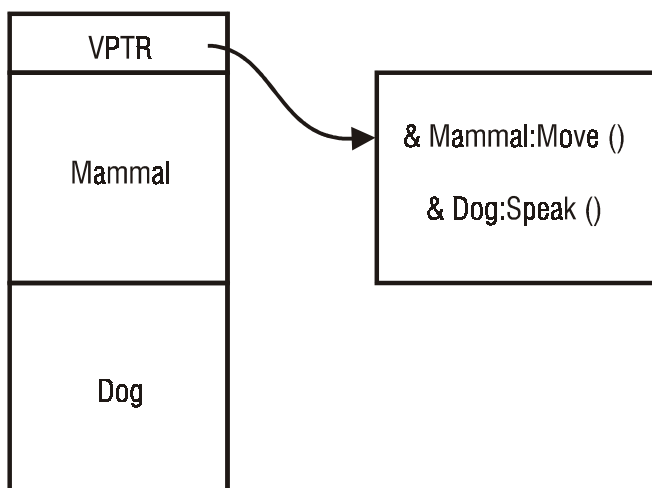 VPTR
Mammal
Dog
& Mammal:Move ()
& Dog:Speak ()